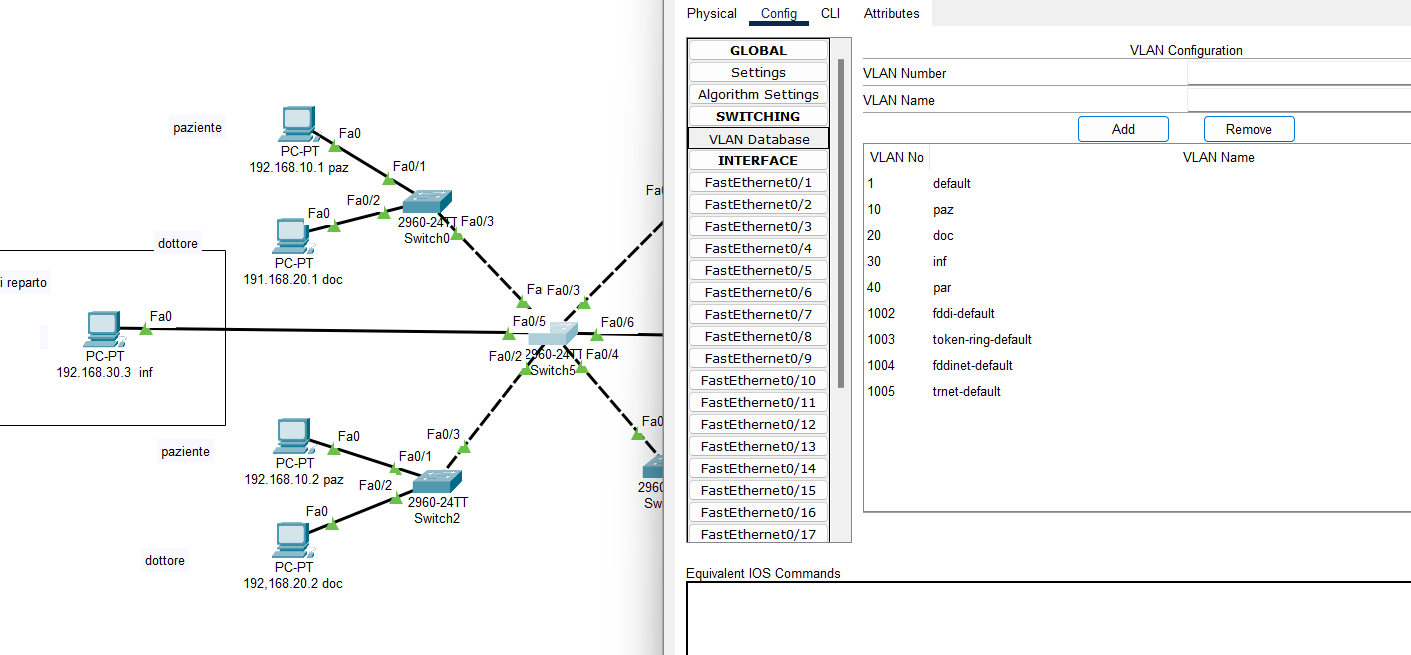 Physical Config CLI Attributes
GLOBAL
Settings
Algorithm Settings
SWITCHING
VLAN Database
INTERFACE
FastEthernet0/1
FastEthernet0/2
FastEthernet0/3
FastEthernet0/4
FastEthernet0/5
FastEthernet0/6
FastEthernet0/7
FastEthernet0/8
FastEthernet0/9
FastEthernet0/10
FastEthernet0/11
FastEthernet0/12
FastEthernet0/13
FastEthernet0/14
FastEthernet0/15
FastEthernet0/16
FastEthernet0/17
VLAN Configuration
VLAN Number
VLAN Name
Add Remove
VLAN No VLAN Name
1 default
10 paz
20 doc
30 inf
40 par
1002 fddi-default
1003 token-ring-default
1004 fddinet-default
1005 trnet-default
Equivalent IOS Commands
paziente
Fa0
PC-PT
192.168.10.1 paz
Fa0/1
Fa0/2
Fa0
PC-PT
191.168.20.1 doc
2960-24TT
Switch0
Fa0/3
dottore
i reparto
Fa0
PC-PT
192.168.30.3 inf
Fa
Fa0/3
Fa0/5
Fa0/6
Fa0/2
2960-24TT
Switch5
Fa0/4
Fa0
PC-PT
192.168.10.2 paz
paziente
Fa0/3
Fa0/1
Fa0/2
2960-24TT
Switch2
Fa0
PC-PT
192,168.20.2 doc
dottore
Fa0
2960
Sw